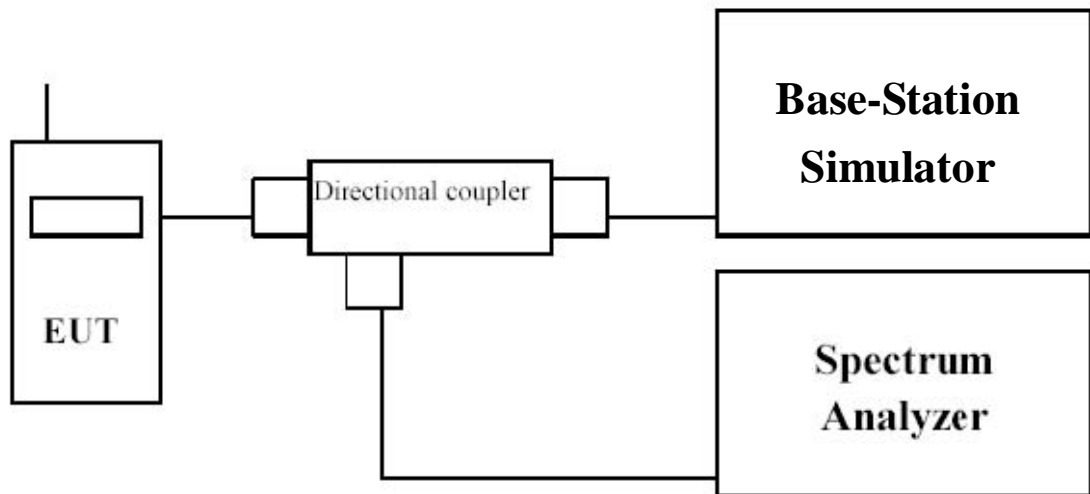 EUT
Directional coupler
Base-Station
Simulator
Spectrum
Analyzer